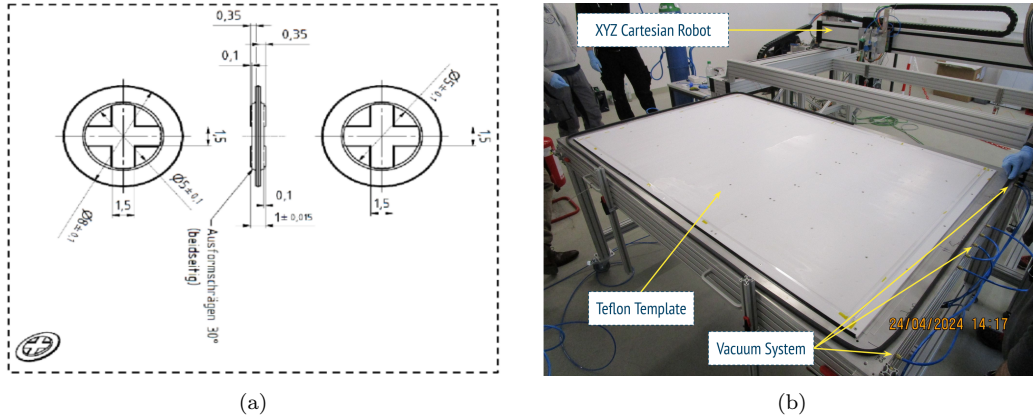 0,35
0,35
0,1
Ø5±0,1
1,5
1,5
Ø5±0,1
Ø8±0,1
1,5
0,1
1±0,015
1,5
Ausformschrägen 30°
(beidseitig)
(a)
XYZ Cartesian Robot
Teflon Template
Vacuum System
24/04/2024 14:17
(b)